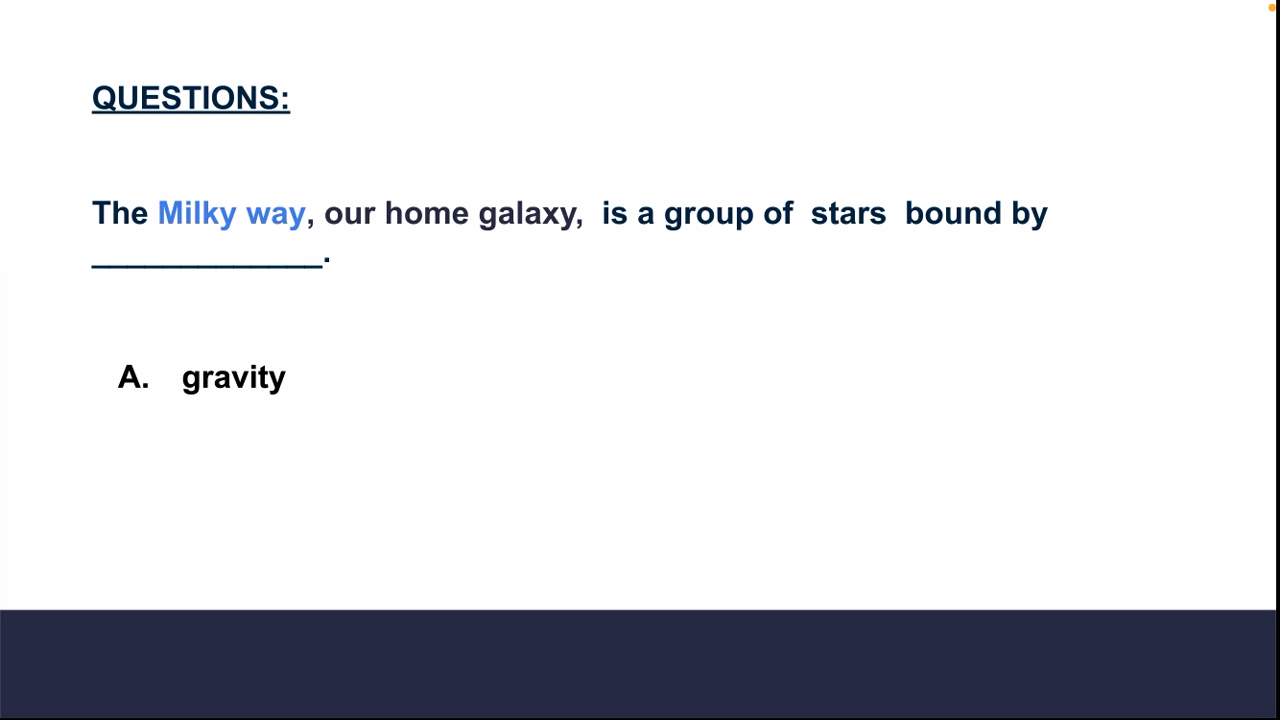 QUESTIONS:
The Milky way, our home galaxy, is a group of stars bound by
_____________.
A. gravity